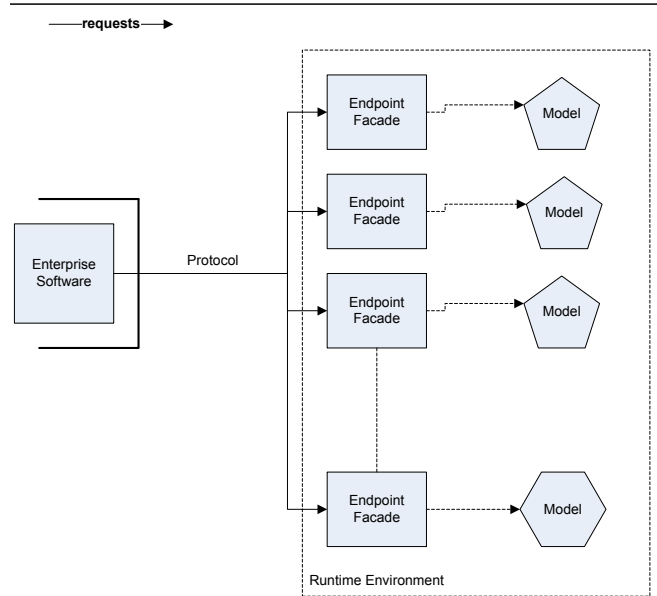 requests
Endpoint
Facade
Model
Endpoint
Facade
Model
Enterprise
Software
Protocol
Endpoint
Facade
Model
Endpoint
Facade
Model
Runtime Environment